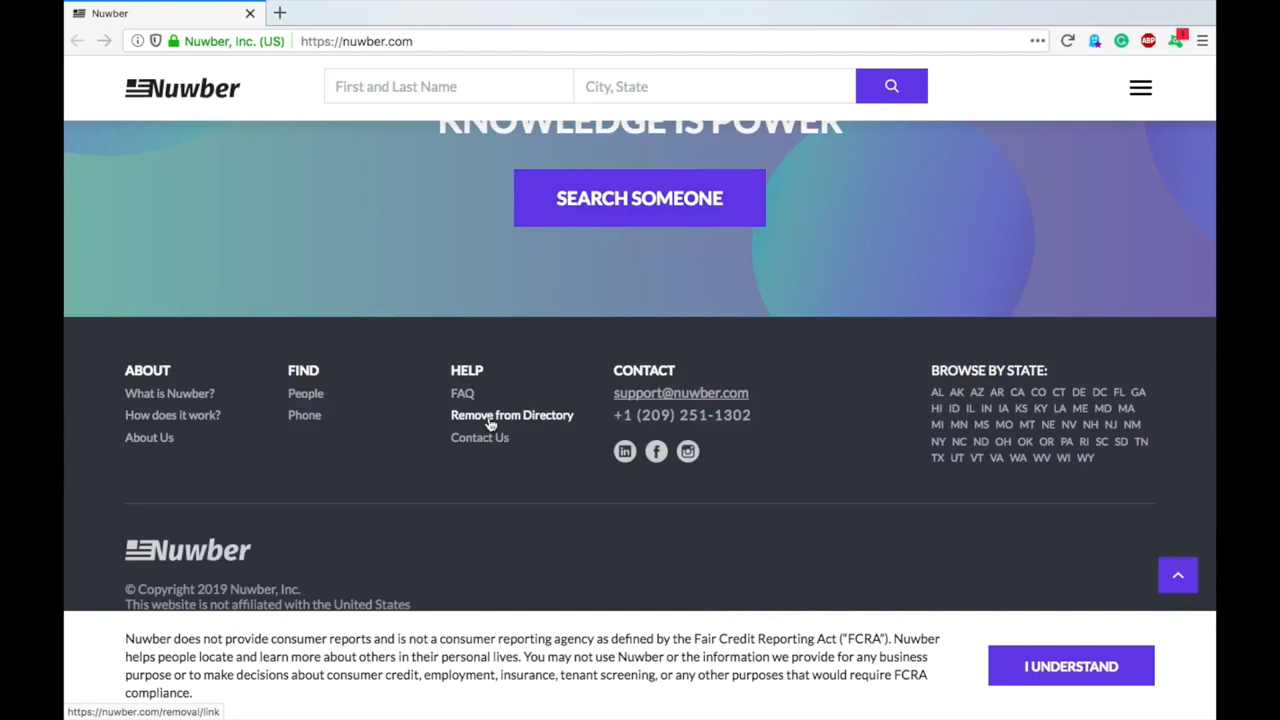 Nuwber
Nuwber, Inc. (US)
https://nuwber.com
ABP
1
Nuwber
First and Last Name
City, State
KNOWLEDGE IS POWER
SEARCH SOMEONE
ABOUT
What is Nuwber?
How does it work?
About Us
FIND
People
Phone
HELP
FAQ
Remove from Directory
Contact Us
CONTACT
support@nuwber.com
+1 (209) 251-1302
BROWSE BY STATE:
AL AK AZ AR CA CO CT DE DC FL GA
HI ID IL IN IA KS KY LA ME MD MA
MI MN MS MO MT NE NV NH NJ NM
NY NC ND OH OK OR PA RI SC SD TN
TX UT VT VA WA WV WI WY
Nuwber
© Copyright 2019 Nuwber, Inc.
This website is not affiliated with the United States
Nuwber does not provide consumer reports and is not a consumer reporting agency as defined by the Fair Credit Reporting Act ("FCRA"). Nuwber
helps people locate and learn more about others in their personal lives. You may not use Nuwber or the information we provide for any business
purpose or to make decisions about consumer credit, employment, insurance, tenant screening, or any other purposes that would require FCRA
compliance.
I UNDERSTAND
https://nuwber.com/removal/link